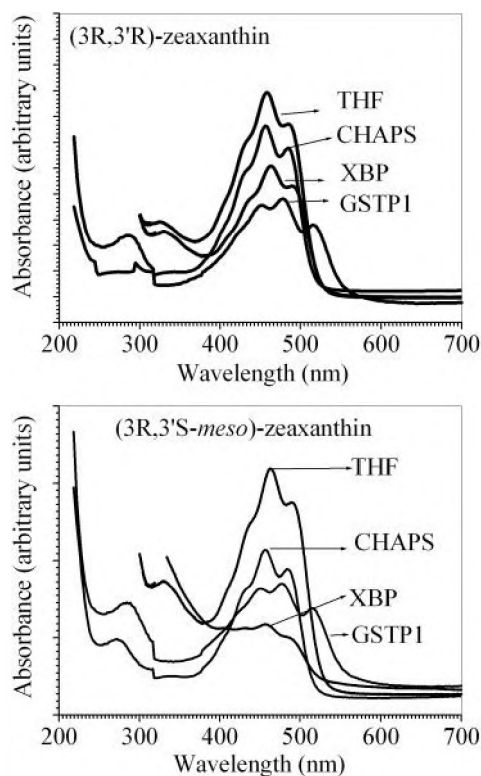 (3R,3'R)-zeaxanthin
THF
CHAPS
XBP
GSTP1
Absorbance (arbitrary units)
200 300 400 500 600 700
Wavelength (nm)
(3R,3'S-meso)-zeaxanthin
THF
CHAPS
XBP
GSTP1
Absorbance (arbitrary units)
200 300 400 500 600 700
Wavelength (nm)